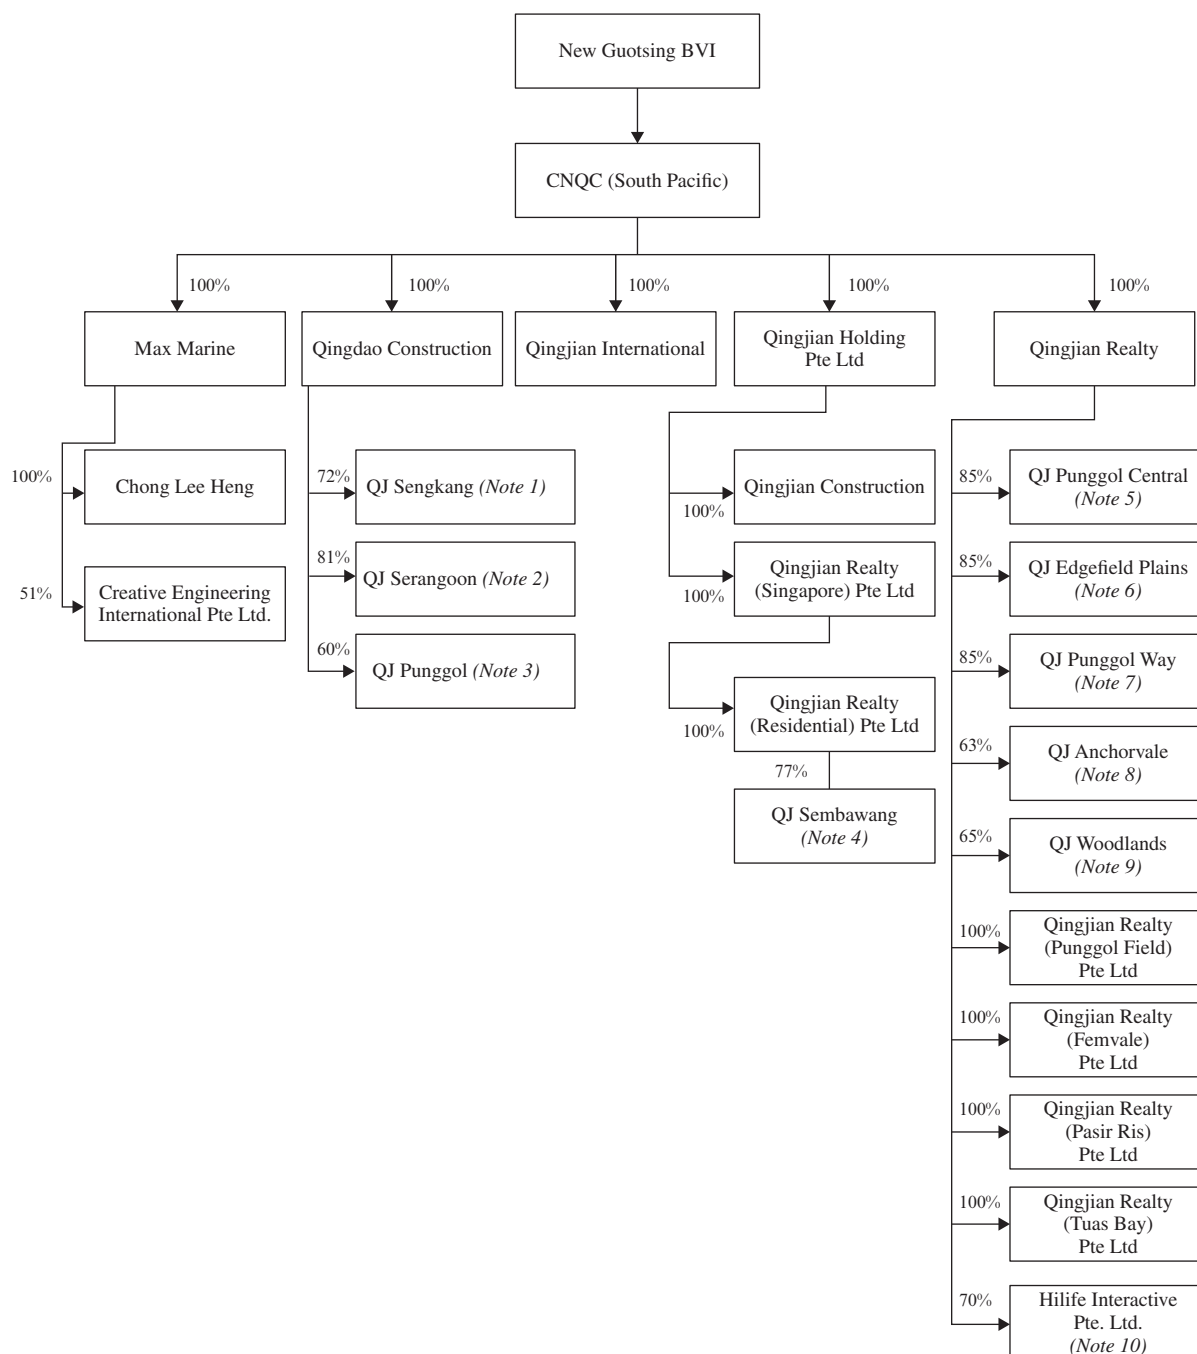 New Guotsing BVI
CNQC (South Pacific)
100%
100%
100%
100%
100%
Max Marine
Qingdao Construction
Qingjian International
Qingjian Holding
Pte Ltd
Qingjian Realty
100%
Chong Lee Heng
51%
Creative Engineering
International Pte Ltd.
72%
QJ Sengkang (Note 1)
81%
QJ Serangoon (Note 2)
60%
QJ Punggol (Note 3)
100%
Qingjian Construction
100%
Qingjian Realty
(Singapore) Pte Ltd
100%
Qingjian Realty
(Residential) Pte Ltd
77%
QJ Sembawang
(Note 4)
85%
QJ Punggol Central
(Note 5)
85%
QJ Edgefield Plains
(Note 6)
85%
QJ Punggol Way
(Note 7)
63%
QJ Anchorvale
(Note 8)
65%
QJ Woodlands
(Note 9)
100%
Qingjian Realty
(Punggol Field)
Pte Ltd
100%
Qingjian Realty
(Femvale)
Pte Ltd
100%
Qingjian Realty
(Pasir Ris)
Pte Ltd
100%
Qingjian Realty
(Tuas Bay)
Pte Ltd
70%
Hilife Interactive
Pte. Ltd.
(Note 10)